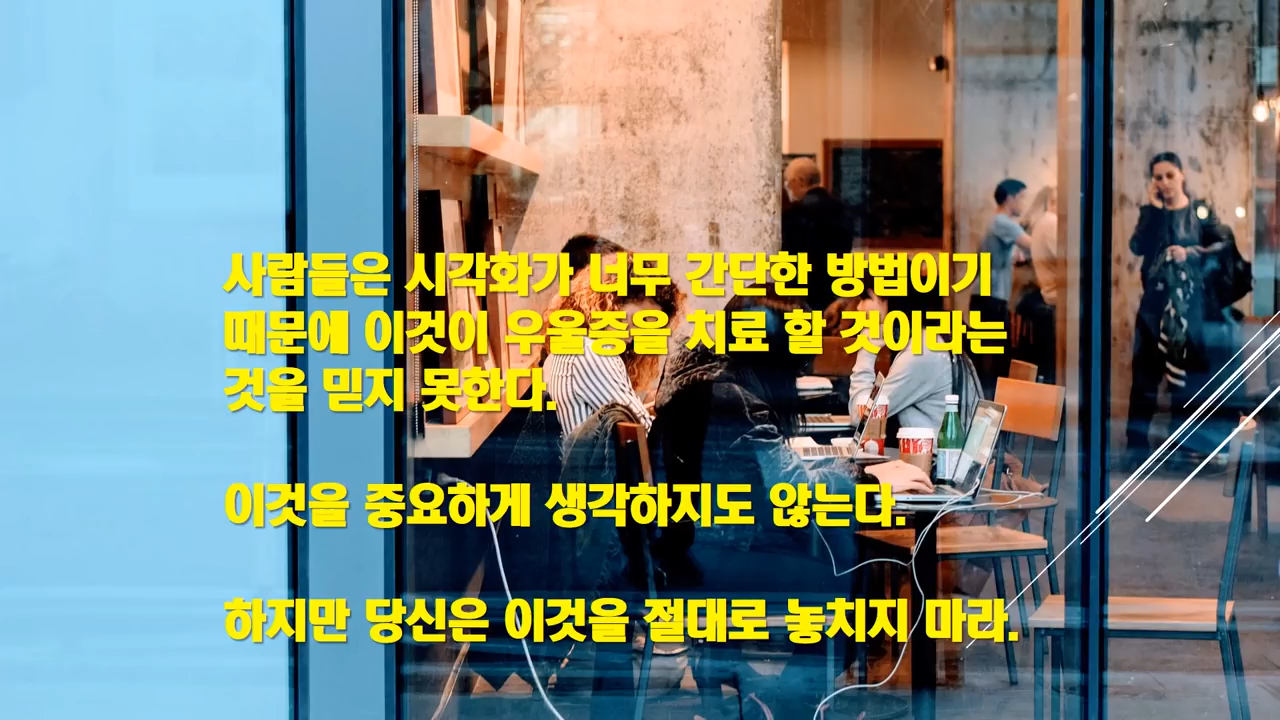 사람들은 시각화가 너무 간단한 방법이기
때문에 이것이 우울증을 치료 할 것이라는
것을 믿지 못한다.
이것을 중요하게 생각하지도 않는다.
하지만 당신은 이것을 절대로 놓치지 마라.